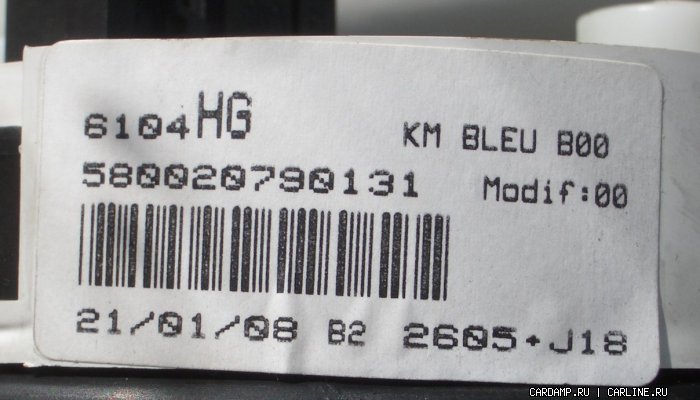 6104HG KM BLEU B00
580020790131 Modif:00
21/01/08 B2 2605+J18
CARDAMP.RU | CARLINE.RU